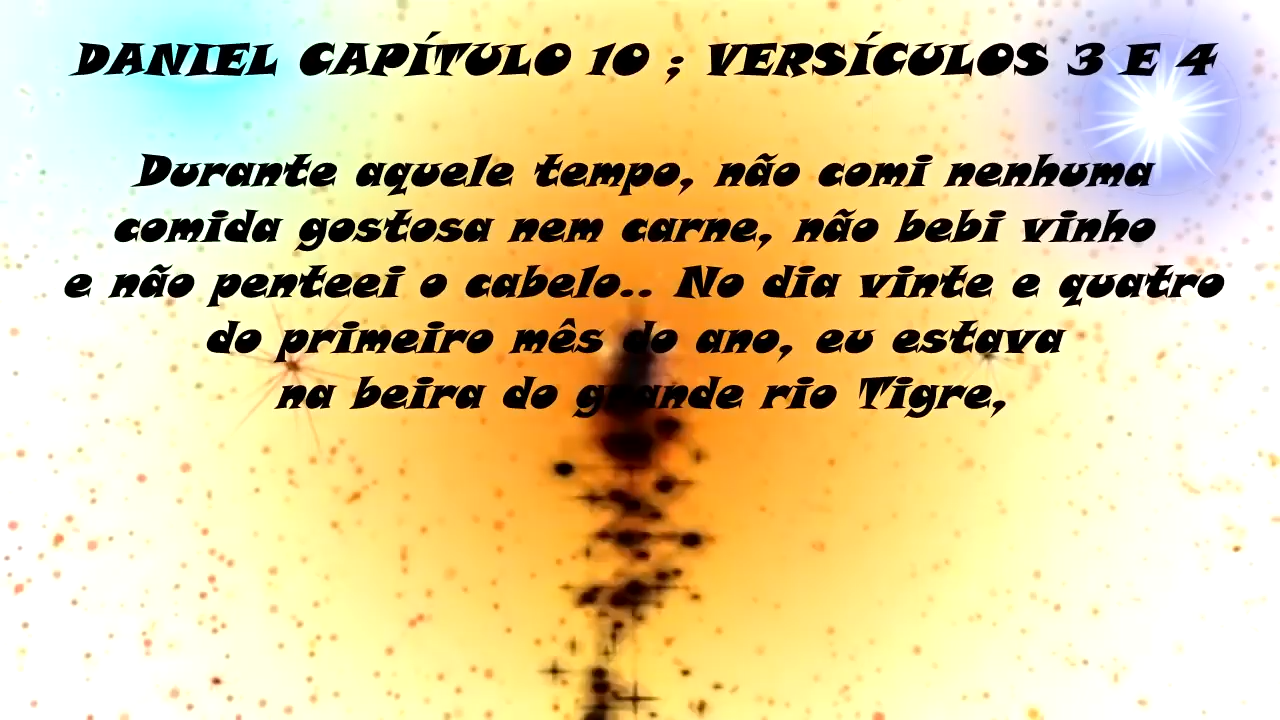 DANIEL CAPÍTULO 10 ; VERSÍCULOS 3 E 4
Durante aquele tempo, não comi nenhuma
comida gostosa nem carne, não bebi vinho
e não penteei o cabelo.. No dia vinte e quatro
do primeiro mês do ano, eu estava
na beira do grande rio Tigre,